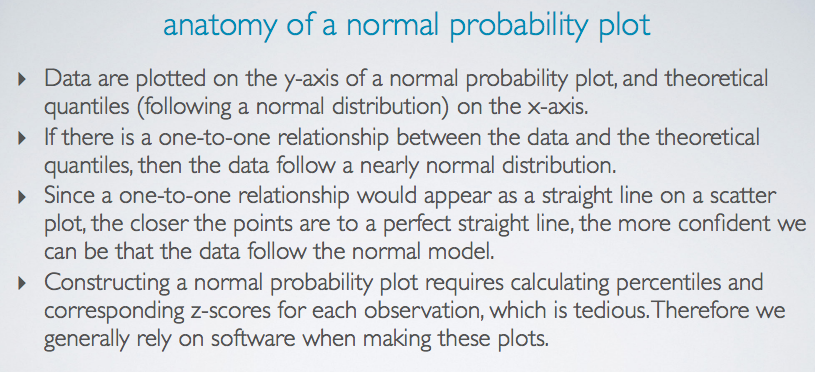 anatomy of a normal probability plot
▸ Data are plotted on the y-axis of a normal probability plot, and theoretical
quantiles (following a normal distribution) on the x-axis.
▸ If there is a one-to-one relationship between the data and the theoretical
quantiles, then the data follow a nearly normal distribution.
▸ Since a one-to-one relationship would appear as a straight line on a scatter
plot, the closer the points are to a perfect straight line, the more confident we
can be that the data follow the normal model.
▸ Constructing a normal probability plot requires calculating percentiles and
corresponding z-scores for each observation, which is tedious. Therefore we
generally rely on software when making these plots.